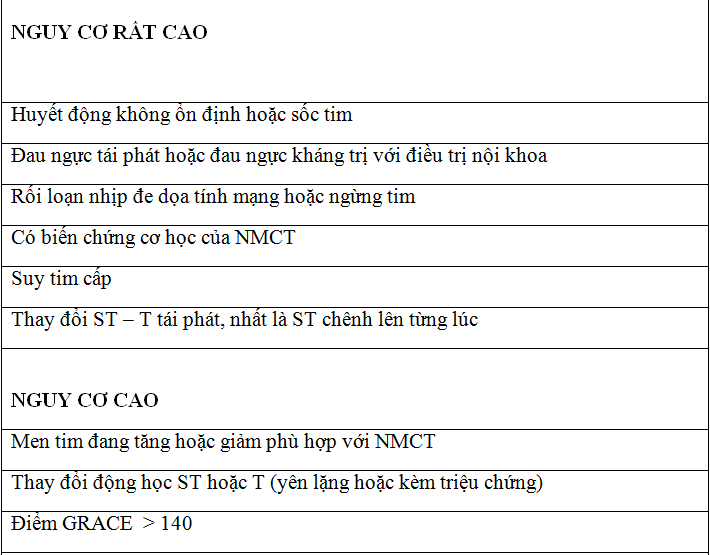 NGUY CƠ RẤT CAO
Huyết động không ổn định hoặc sốc tim
Đau ngực tái phát hoặc đau ngực kháng trị với điều trị nội khoa
Rối loạn nhịp đe dọa tính mạng hoặc ngừng tim
Có biến chứng cơ học của NMCT
Suy tim cấp
Thay đổi ST – T tái phát, nhất là ST chênh lên từng lúc
NGUY CƠ CAO
Men tim đang tăng hoặc giảm phù hợp với NMCT
Thay đổi động học ST hoặc T (yên lặng hoặc kèm triệu chứng)
Điểm GRACE > 140